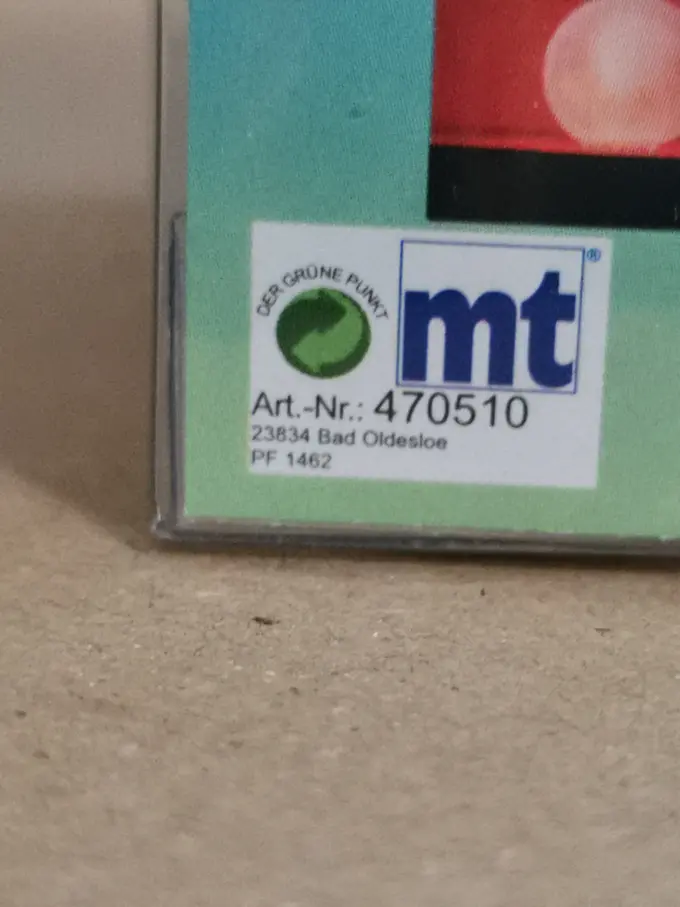 DER GRÜNE PUNKT
mt®
Art.-Nr.: 470510
23834 Bad Oldesloe
PF 1462